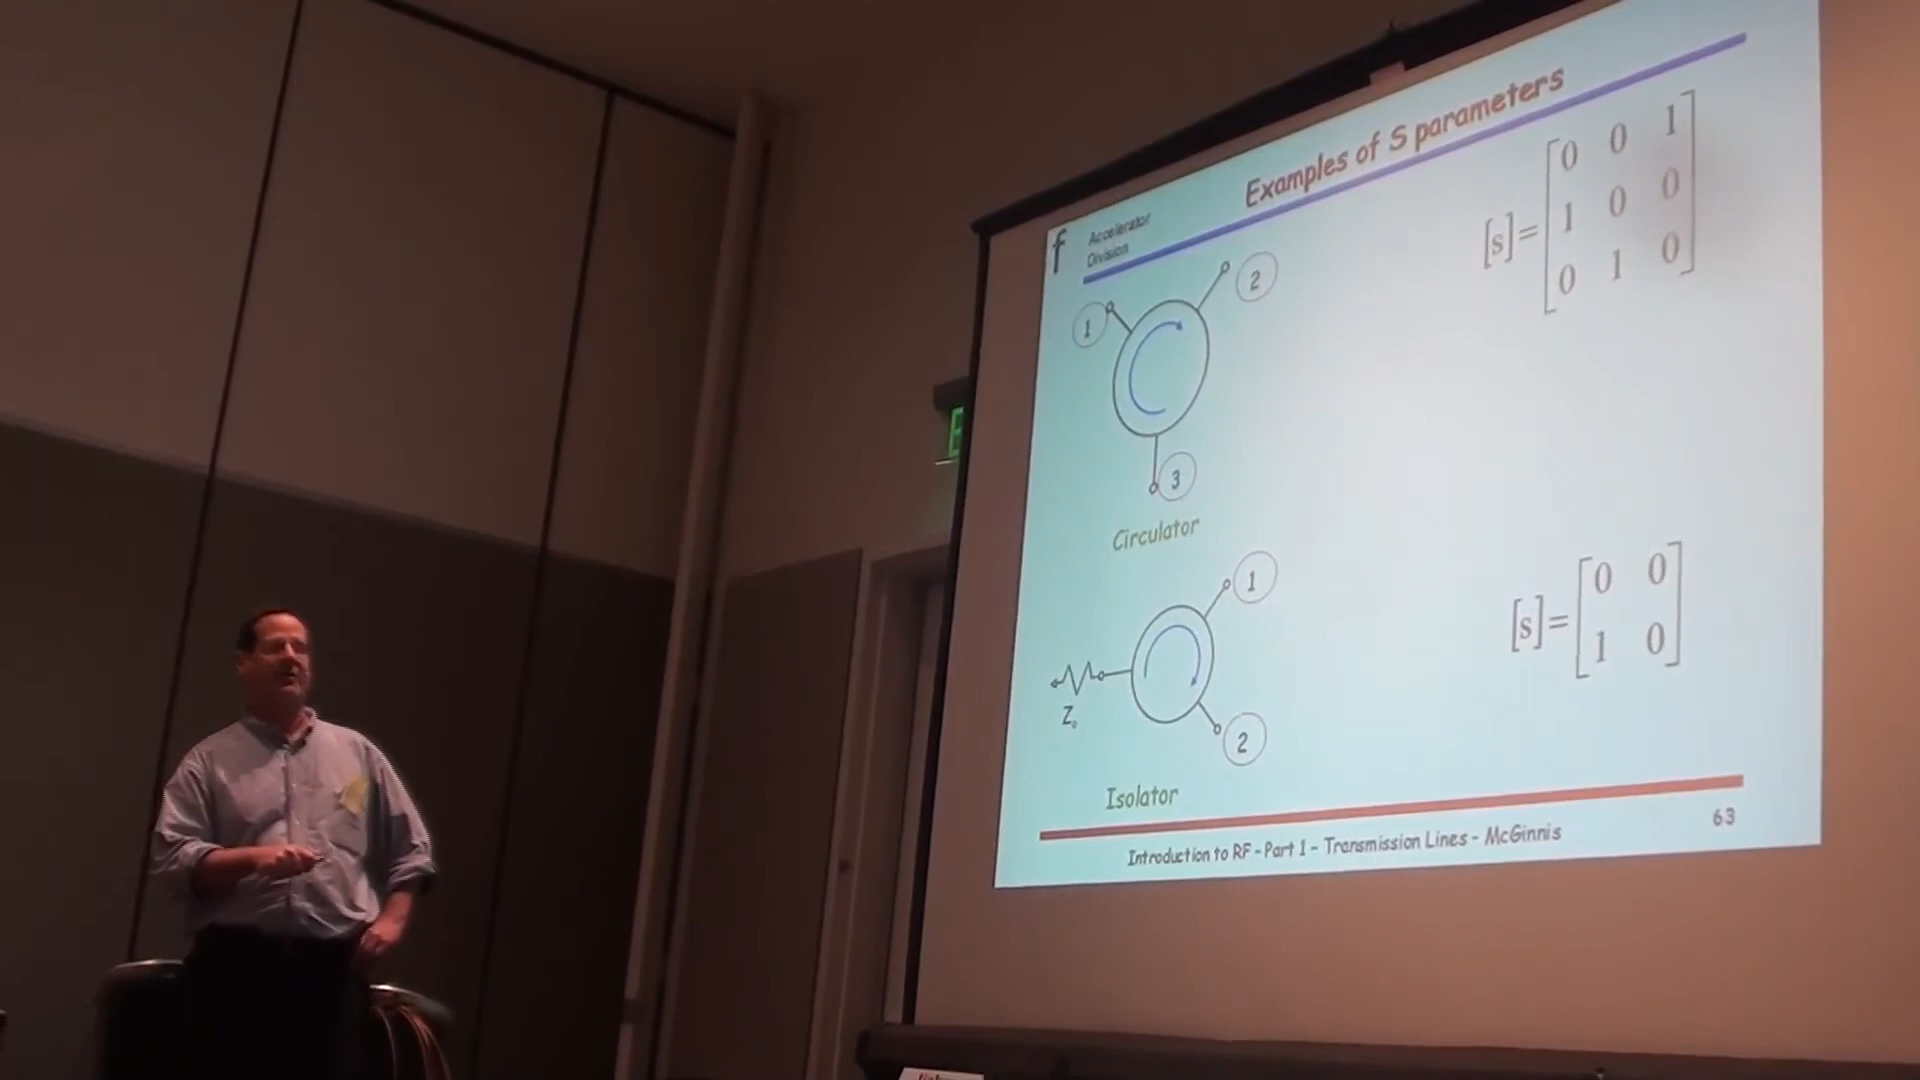 Examples of S parameters
f Accelerator
Division
1
2
3
Circulator
[s]=
0 0 1
1 0 0
0 1 0
1
Z₀
2
Isolator
[s]=
0 0
1 0
Introduction to RF - Part 1 - Transmission Lines - McGinnis
63
E